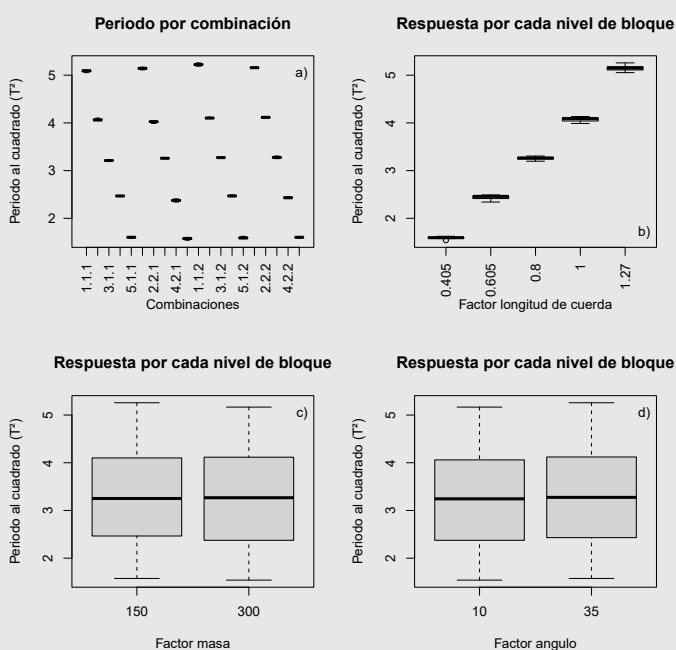 Periodo por combinación
Periodo al cuadrado (T²)
5
4
3
2
a)
1.1.1
3.1.1
5.1.1
2.2.1
4.2.1
1.1.2
3.1.2
5.1.2
2.2.2
4.2.2
Combinaciones
Respuesta por cada nivel de bloque
Periodo al cuadrado (T²)
5
4
3
2
b)
0.405
0.605
0.8
1
1.27
Factor longitud de cuerda
Respuesta por cada nivel de bloque
Periodo al cuadrado (T²)
5
4
3
2
c)
150
300
Factor masa
Respuesta por cada nivel de bloque
Periodo al cuadrado (T²)
5
4
3
2
d)
10
35
Factor angulo